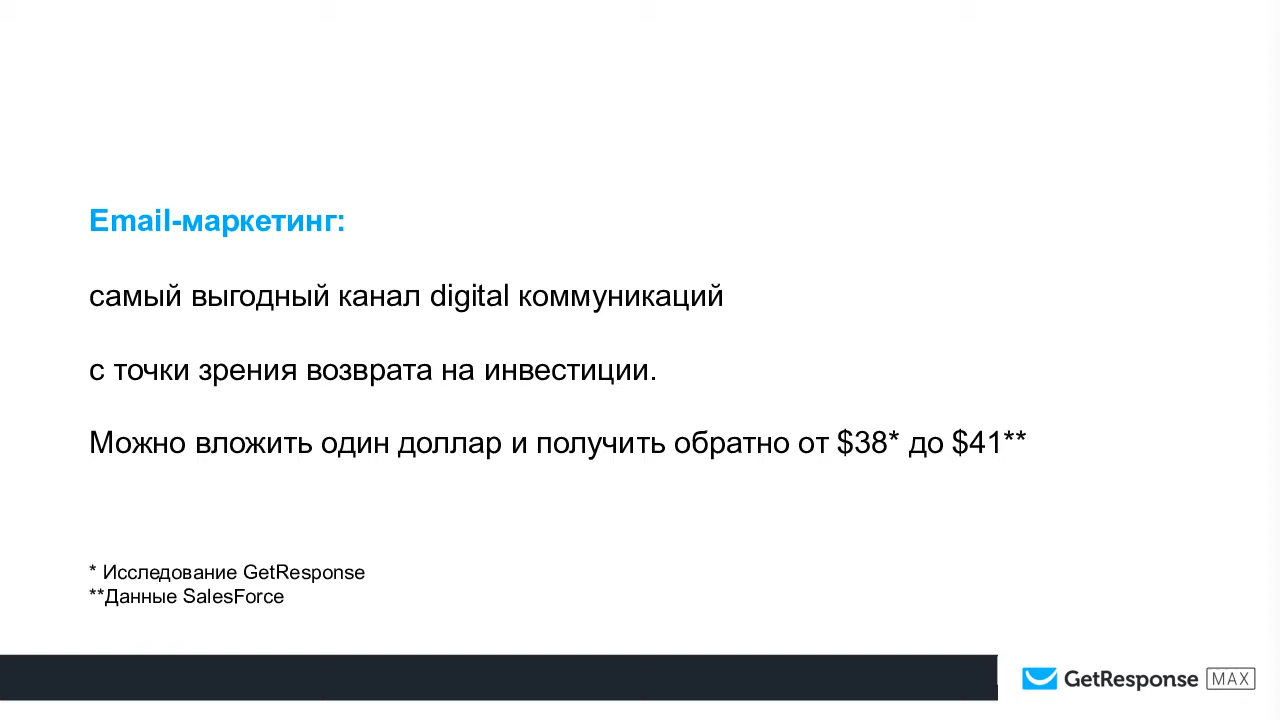 Email-маркетинг:
самый выгодный канал digital коммуникаций
с точки зрения возврата на инвестиции.
Можно вложить один доллар и получить обратно от $38* до $41**
* Исследование GetResponse
**Данные SalesForce
GetResponse MAX